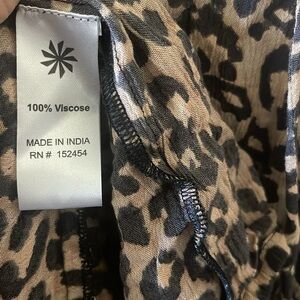 100% Viscose
MADE IN INDIA
RN # 152454